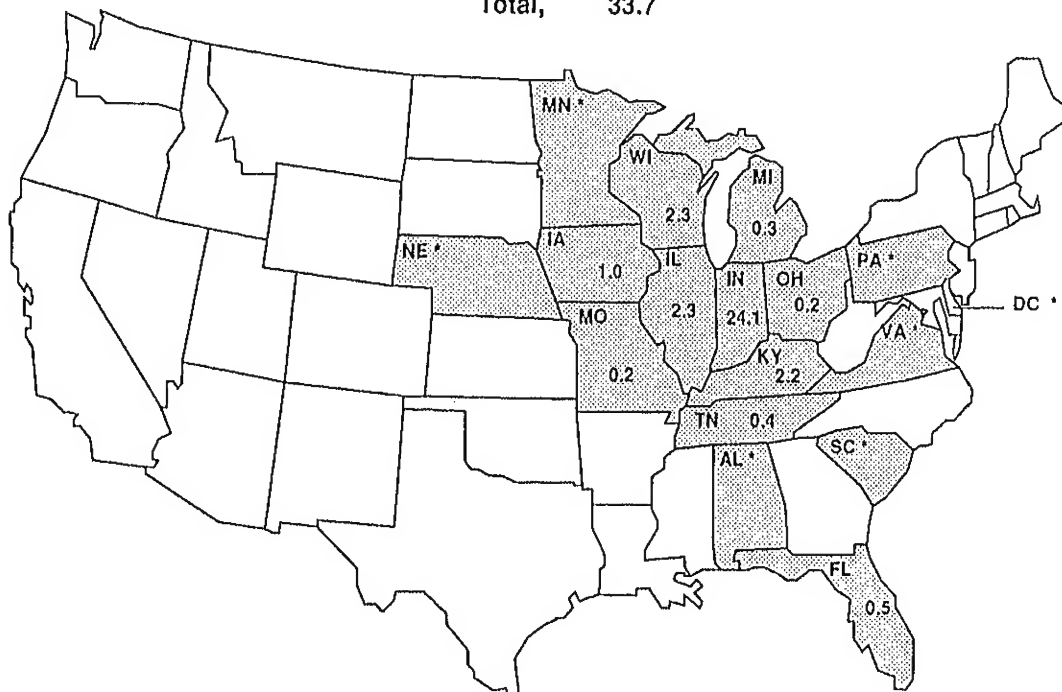 Total, 33.7
MN *
WI
2.3
MI
0.3
NE *
IA
1.0
IL
2.3
IN
24.1
OH
0.2
PA *
DC *
VA *
MO
0.2
KY
2.2
TN 0.4
AL *
SC *
FL
0.5